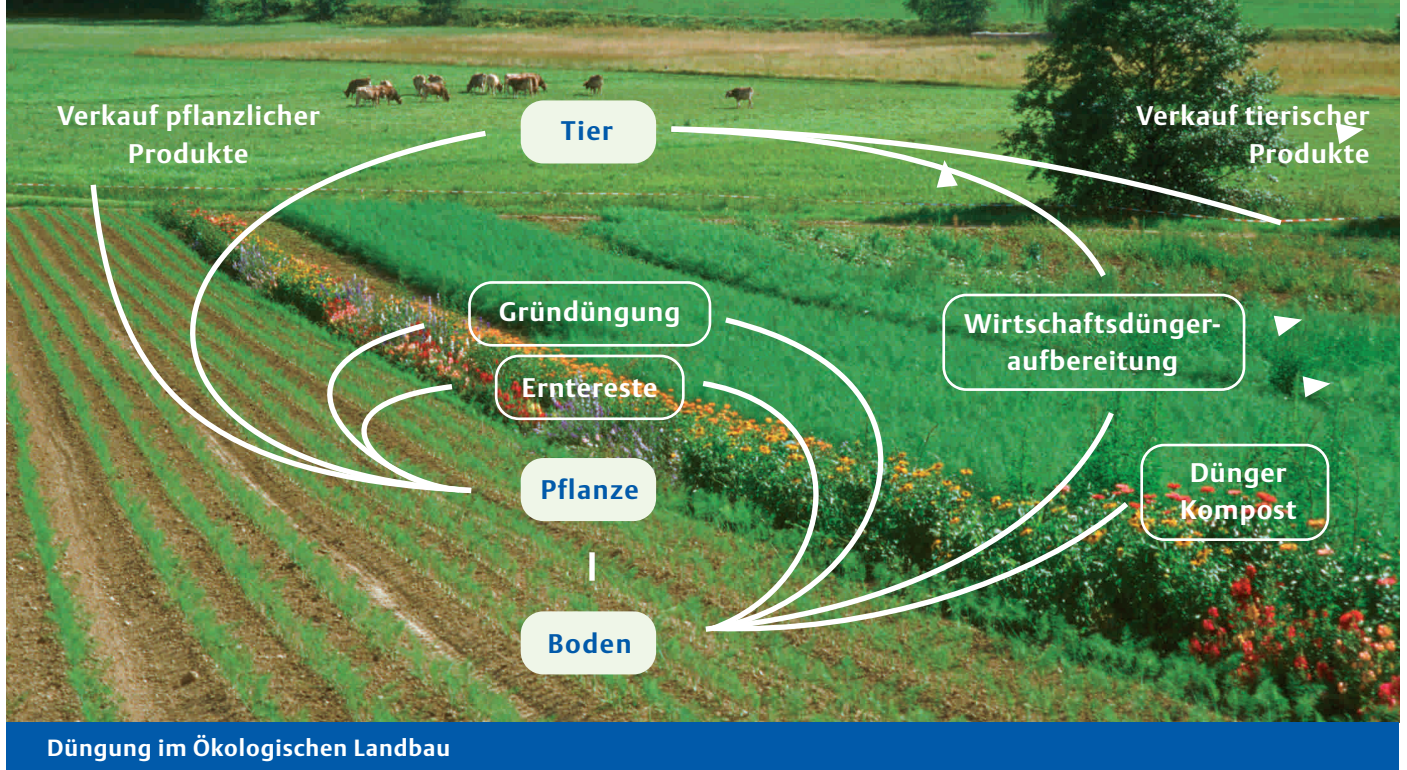 Verkauf pflanzlicher
Produkte
Tier
Verkauf tierischer
Produkte
Gründüngung
Erntereste
Wirtschaftsdünger-
aufbereitung
Pflanze
Dünger
Kompost
Boden
Düngung im Ökologischen Landbau